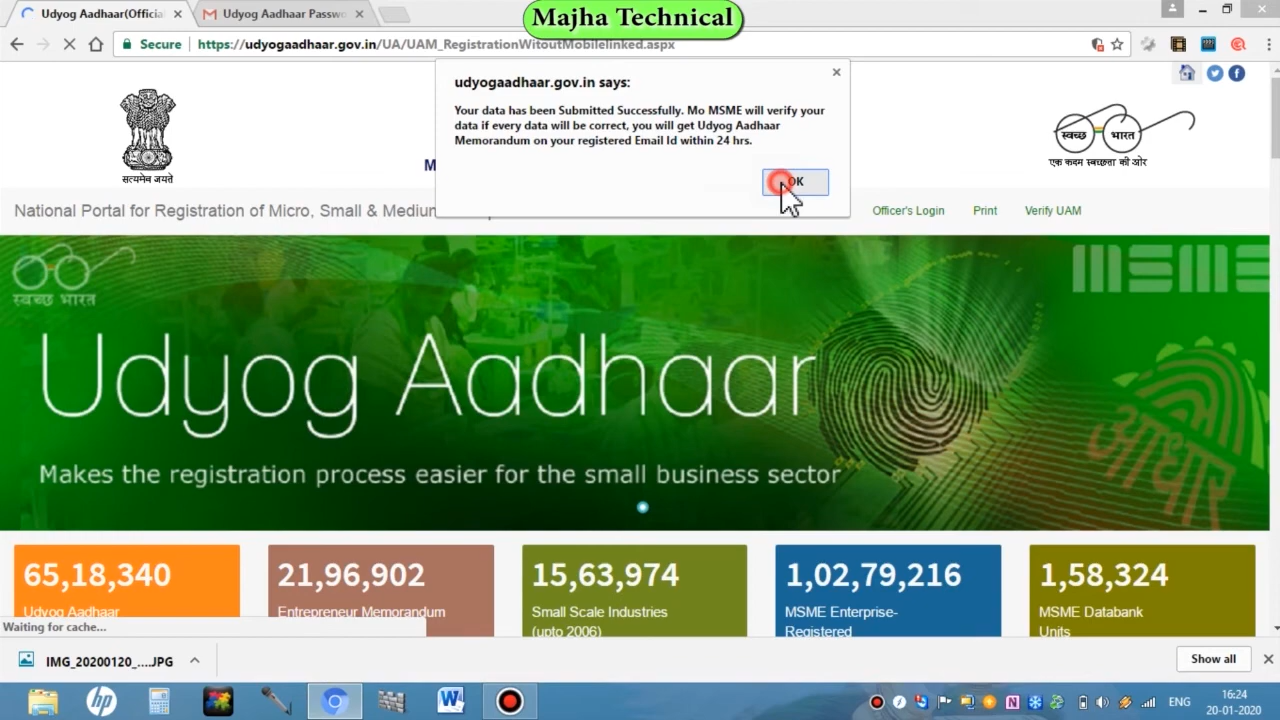 Majha Technical
Udyog Aadhaar(Officia
Udyog Aadhaar Passwo
Secure
https://udyogaadhaar.gov.in/UA/UAM_RegistrationWitoutMobilelinked.aspx
udyogaadhaar.gov.in says:
Your data has been Submitted Successfully. Mo MSME will verify your
data if every data will be correct, you will get Udyog Aadhaar
Memorandum on your registered Email Id within 24 hrs.
OK
सत्यमेव जयते
M
स्वच्छ भारत
एक कदम स्वच्छता की ओर
National Portal for Registration of Micro, Small & Medium
Officer's Login
Print
Verify UAM
स्वच्छ भारत
MSME
Udyog Aadhaar
आधार
Makes the registration process easier for the small business sector
65,18,340
Udyog Aadhaar
21,96,902
Entrepreneur Memorandum
15,63,974
Small Scale Industries
(upto 2006)
1,02,79,216
MSME Enterprise-
Registered
1,58,324
MSME Databank
Units
Waiting for cache...
IMG_20200120_....JPG
Show all
ENG
16:24
20-01-2020